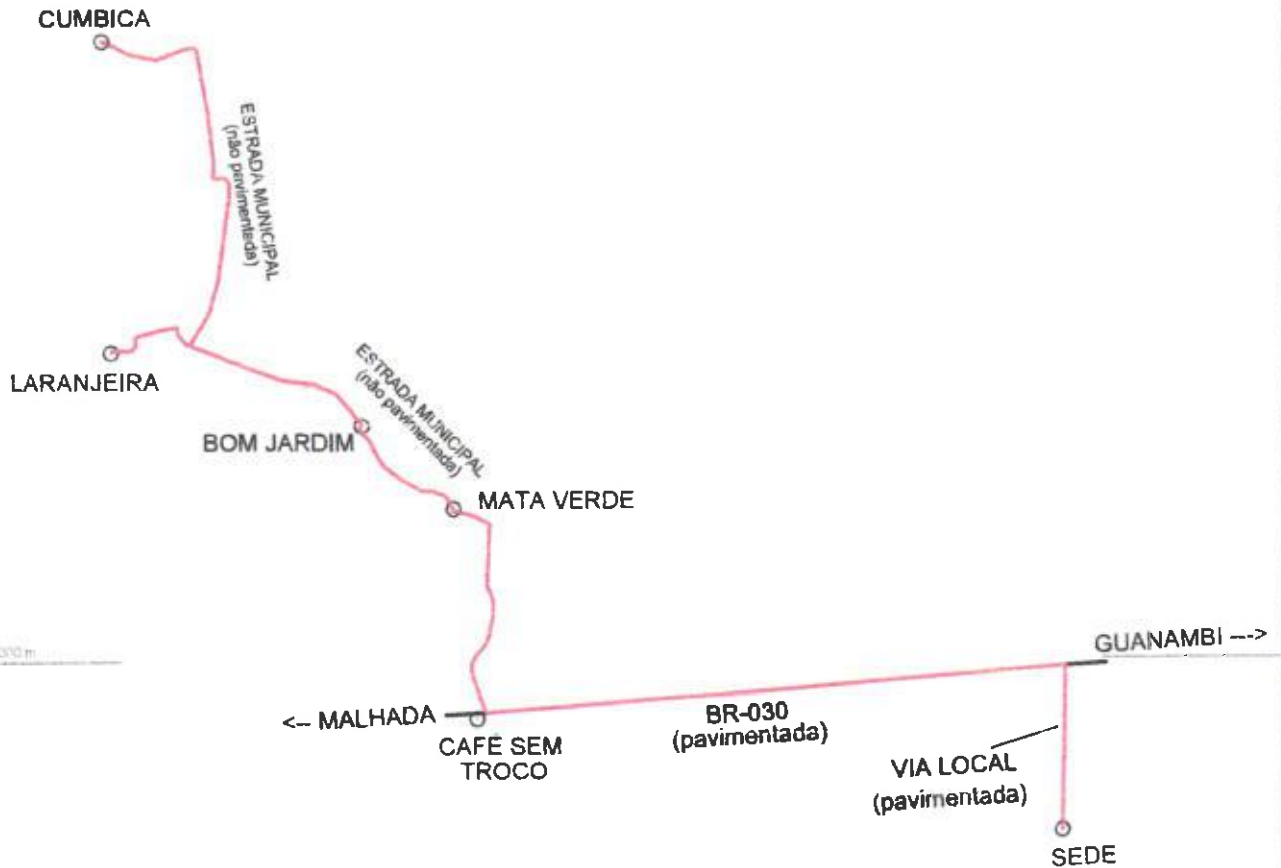 CUMBICA
ESTRADA MUNICIPAL
(não pavimentada)
LARANJEIRA
ESTRADA MUNICIPAL
(não pavimentada)
BOM JARDIM
MATA VERDE
GUANAMBI --->
<-- MALHADA
BR-030
(pavimentada)
CAFÉ SEM
TROCO
VIA LOCAL
(pavimentada)
SEDE